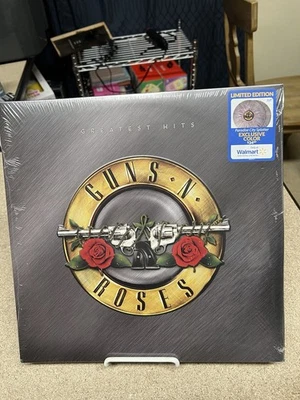 GREATEST HITS
GUNS N'
ROSES
LIMITED EDITION
Paradise City Splatter
EXCLUSIVE
COLOR
Walmart